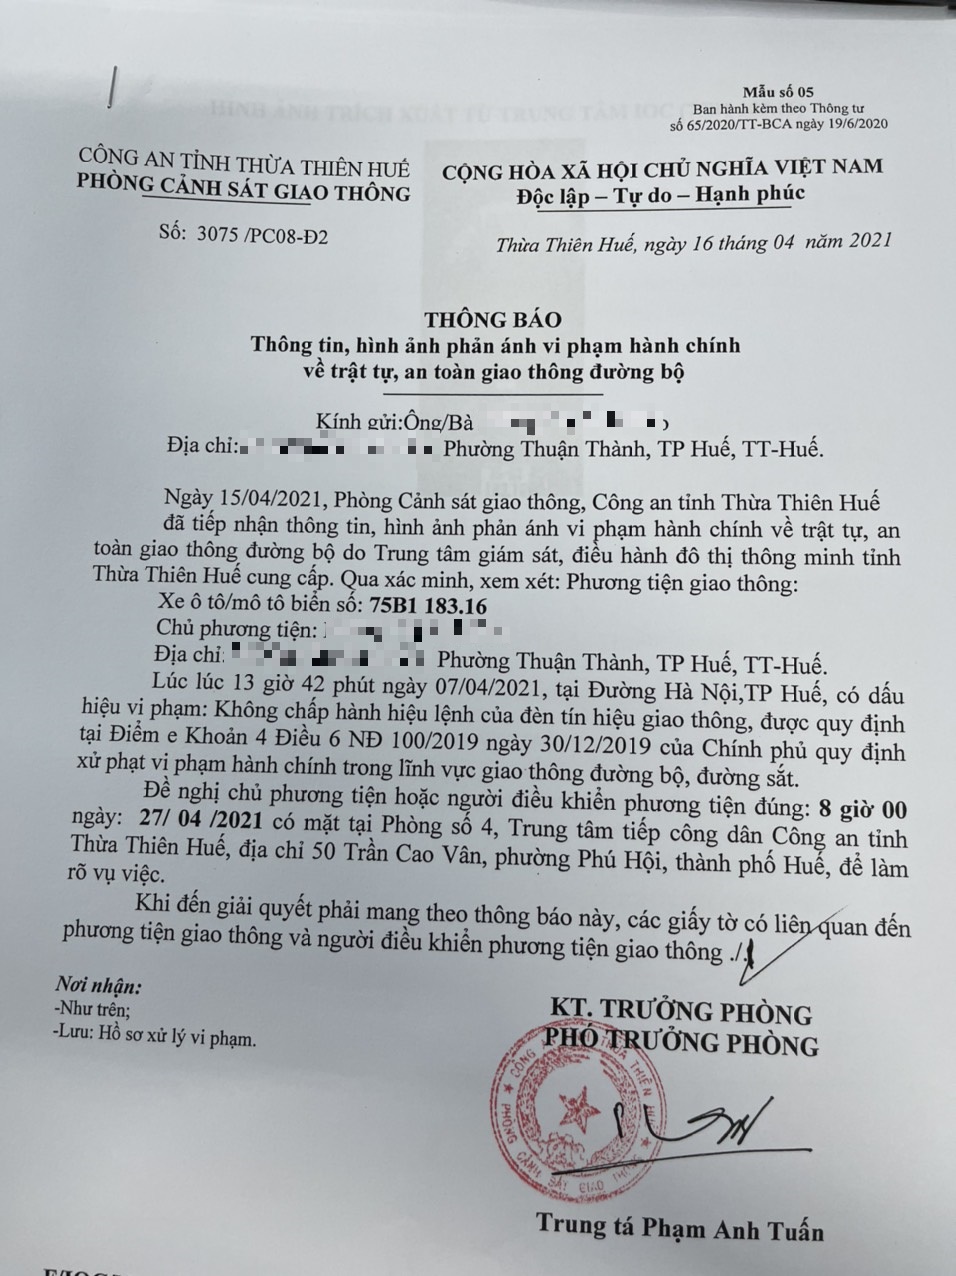 Mẫu số 05
Ban hành kèm theo Thông tư
số 65/2020/TT-BCA ngày 19/6/2020
CÔNG AN TỈNH THỪA THIÊN HUẾ
PHÒNG CẢNH SÁT GIAO THÔNG
CỘNG HÒA XÃ HỘI CHỦ NGHĨA VIỆT NAM
Độc lập – Tự do – Hạnh phúc
Số: 3075 /PC08-Đ2
Thừa Thiên Huế, ngày 16 tháng 04 năm 2021
THÔNG BÁO
Thông tin, hình ảnh phản ánh vi phạm hành chính
về trật tự, an toàn giao thông đường bộ
Kính gửi:Ông/Bà
Địa chỉ: Phường Thuận Thành, TP Huế, TT-Huế.
Ngày 15/04/2021, Phòng Cảnh sát giao thông, Công an tỉnh Thừa Thiên Huế
đã tiếp nhận thông tin, hình ảnh phản ánh vi phạm hành chính về trật tự, an
toàn giao thông đường bộ do Trung tâm giám sát, điều hành đô thị thông minh tỉnh
Thừa Thiên Huế cung cấp. Qua xác minh, xem xét: Phương tiện giao thông:
Xe ô tô/mô tô biển số: 75B1 183.16
Chủ phương tiện:
Địa chỉ: Phường Thuận Thành, TP Huế, TT-Huế.
Lúc lúc 13 giờ 42 phút ngày 07/04/2021, tại Đường Hà Nội,TP Huế, có dấu
hiệu vi phạm: Không chấp hành hiệu lệnh của đèn tín hiệu giao thông, được quy định
tại Điểm e Khoản 4 Điều 6 NĐ 100/2019 ngày 30/12/2019 của Chính phủ quy định
xử phạt vi phạm hành chính trong lĩnh vực giao thông đường bộ, đường sắt.
Đề nghị chủ phương tiện hoặc người điều khiển phương tiện đúng: 8 giờ 00
ngày: 27/ 04 /2021 có mặt tại Phòng số 4, Trung tâm tiếp công dân Công an tỉnh
Thừa Thiên Huế, địa chỉ 50 Trần Cao Vân, phường Phú Hội, thành phố Huế, để làm
rõ vụ việc.
Khi đến giải quyết phải mang theo thông báo này, các giấy tờ có liên quan đến
phương tiện giao thông và người điều khiển phương tiện giao thông ./.
Nơi nhận:
-Như trên;
-Lưu: Hồ sơ xử lý vi phạm.
KT. TRƯỞNG PHÒNG
PHÓ TRƯỞNG PHÒNG
PHÒNG CẢNH SÁT GIAO THÔNG
Trung tá Phạm Anh Tuấn